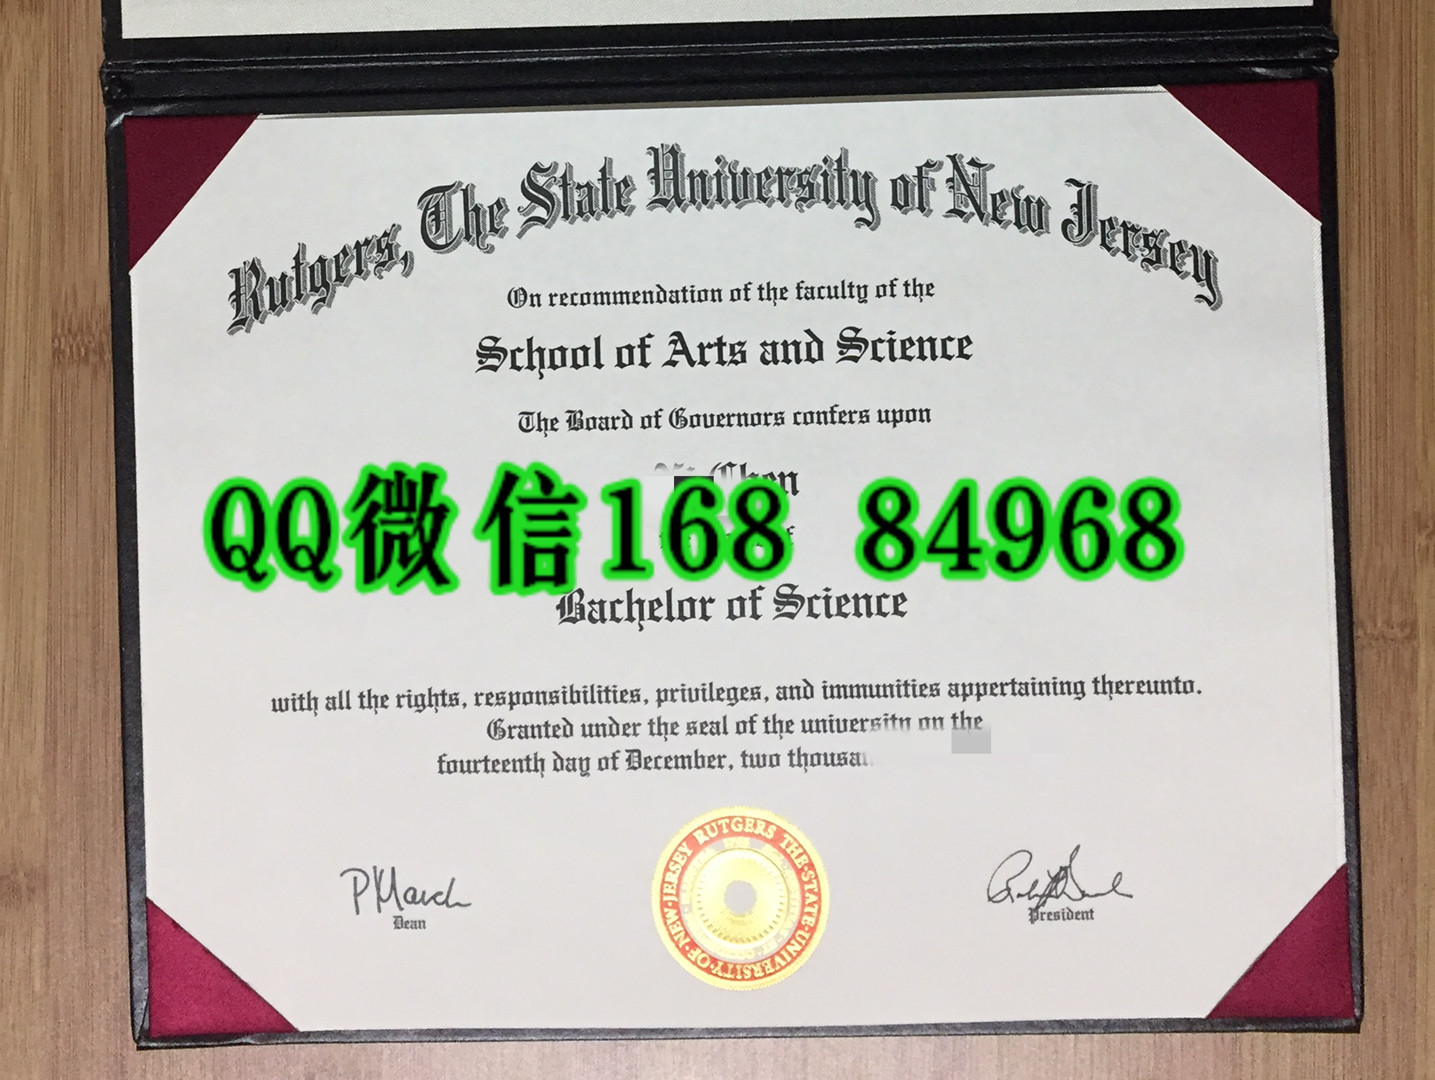 Rutgers, The State University of New Jersey
On recommendation of the faculty of the
School of Arts and Science
The Board of Governors confers upon
Chen
QQ微信168 84968
Bachelor of Science
with all the rights, responsibilities, privileges, and immunities appertaining thereunto.
Granted under the seal of the university on the
fourteenth day of December, two
PMarch
Dean
President
RUTGERS·THE·STATE·UNIVERSITY·OF·NEW·JERSEY